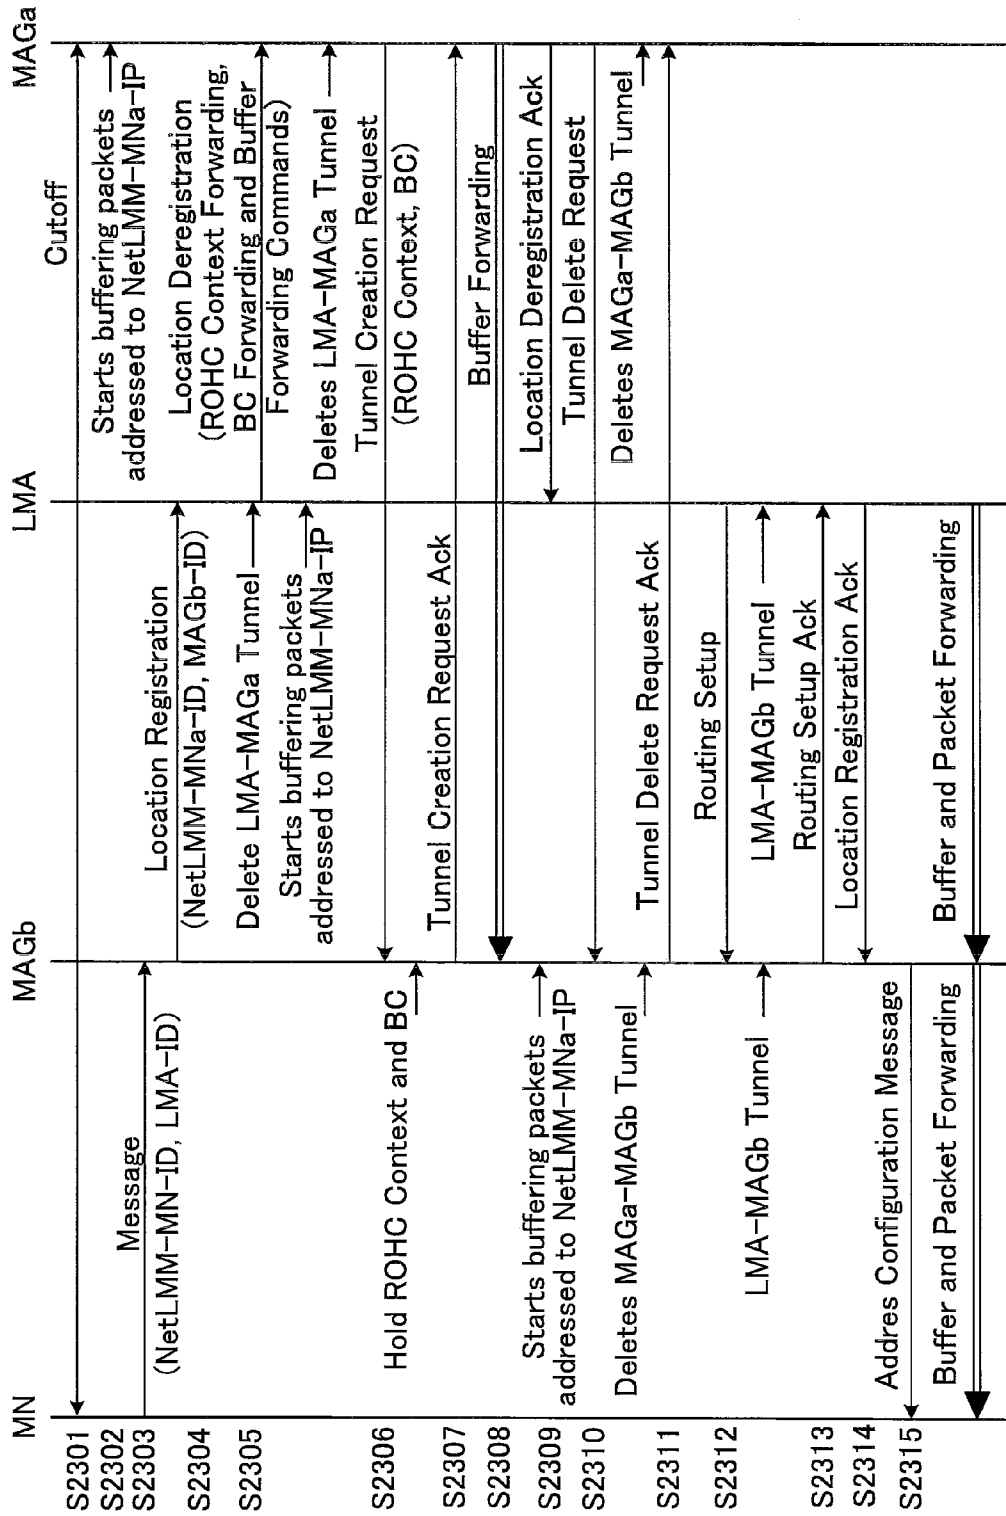 MN
MAGb
LMA
MAGa
S2301
Cutoff
S2302
Starts buffering packets
addressed to NetLMM-MNa-IP
S2303
Message
(NetLMM-MN-ID, LMA-ID)
S2304
Location Registration
(NetLMM-MNa-ID, MAGb-ID)
S2305
Delete LMA-MAGa Tunnel
Location Deregistration
(ROHC Context Forwarding,
BC Forwarding and Buffer
Forwarding Commands)
Starts buffering packets
addressed to NetLMM-MNa-IP
Deletes LMA-MAGa Tunnel
S2306
Tunnel Creation Request
(ROHC Context, BC)
Hold ROHC Context and BC
S2307
Tunnel Creation Request Ack
S2308
Buffer Forwarding
S2309
Starts buffering packets
addressed to NetLMM-MNa-IP
Location Deregistration Ack
S2310
Tunnel Delete Request
Deletes MAGa-MAGb Tunnel
Deletes MAGa-MAGb Tunnel
S2311
Tunnel Delete Request Ack
S2312
Routing Setup
LMA-MAGb Tunnel
LMA-MAGb Tunnel
S2313
Routing Setup Ack
S2314
Location Registration Ack
S2315
Addres Configuration Message
Buffer and Packet Forwarding
Buffer and Packet Forwarding